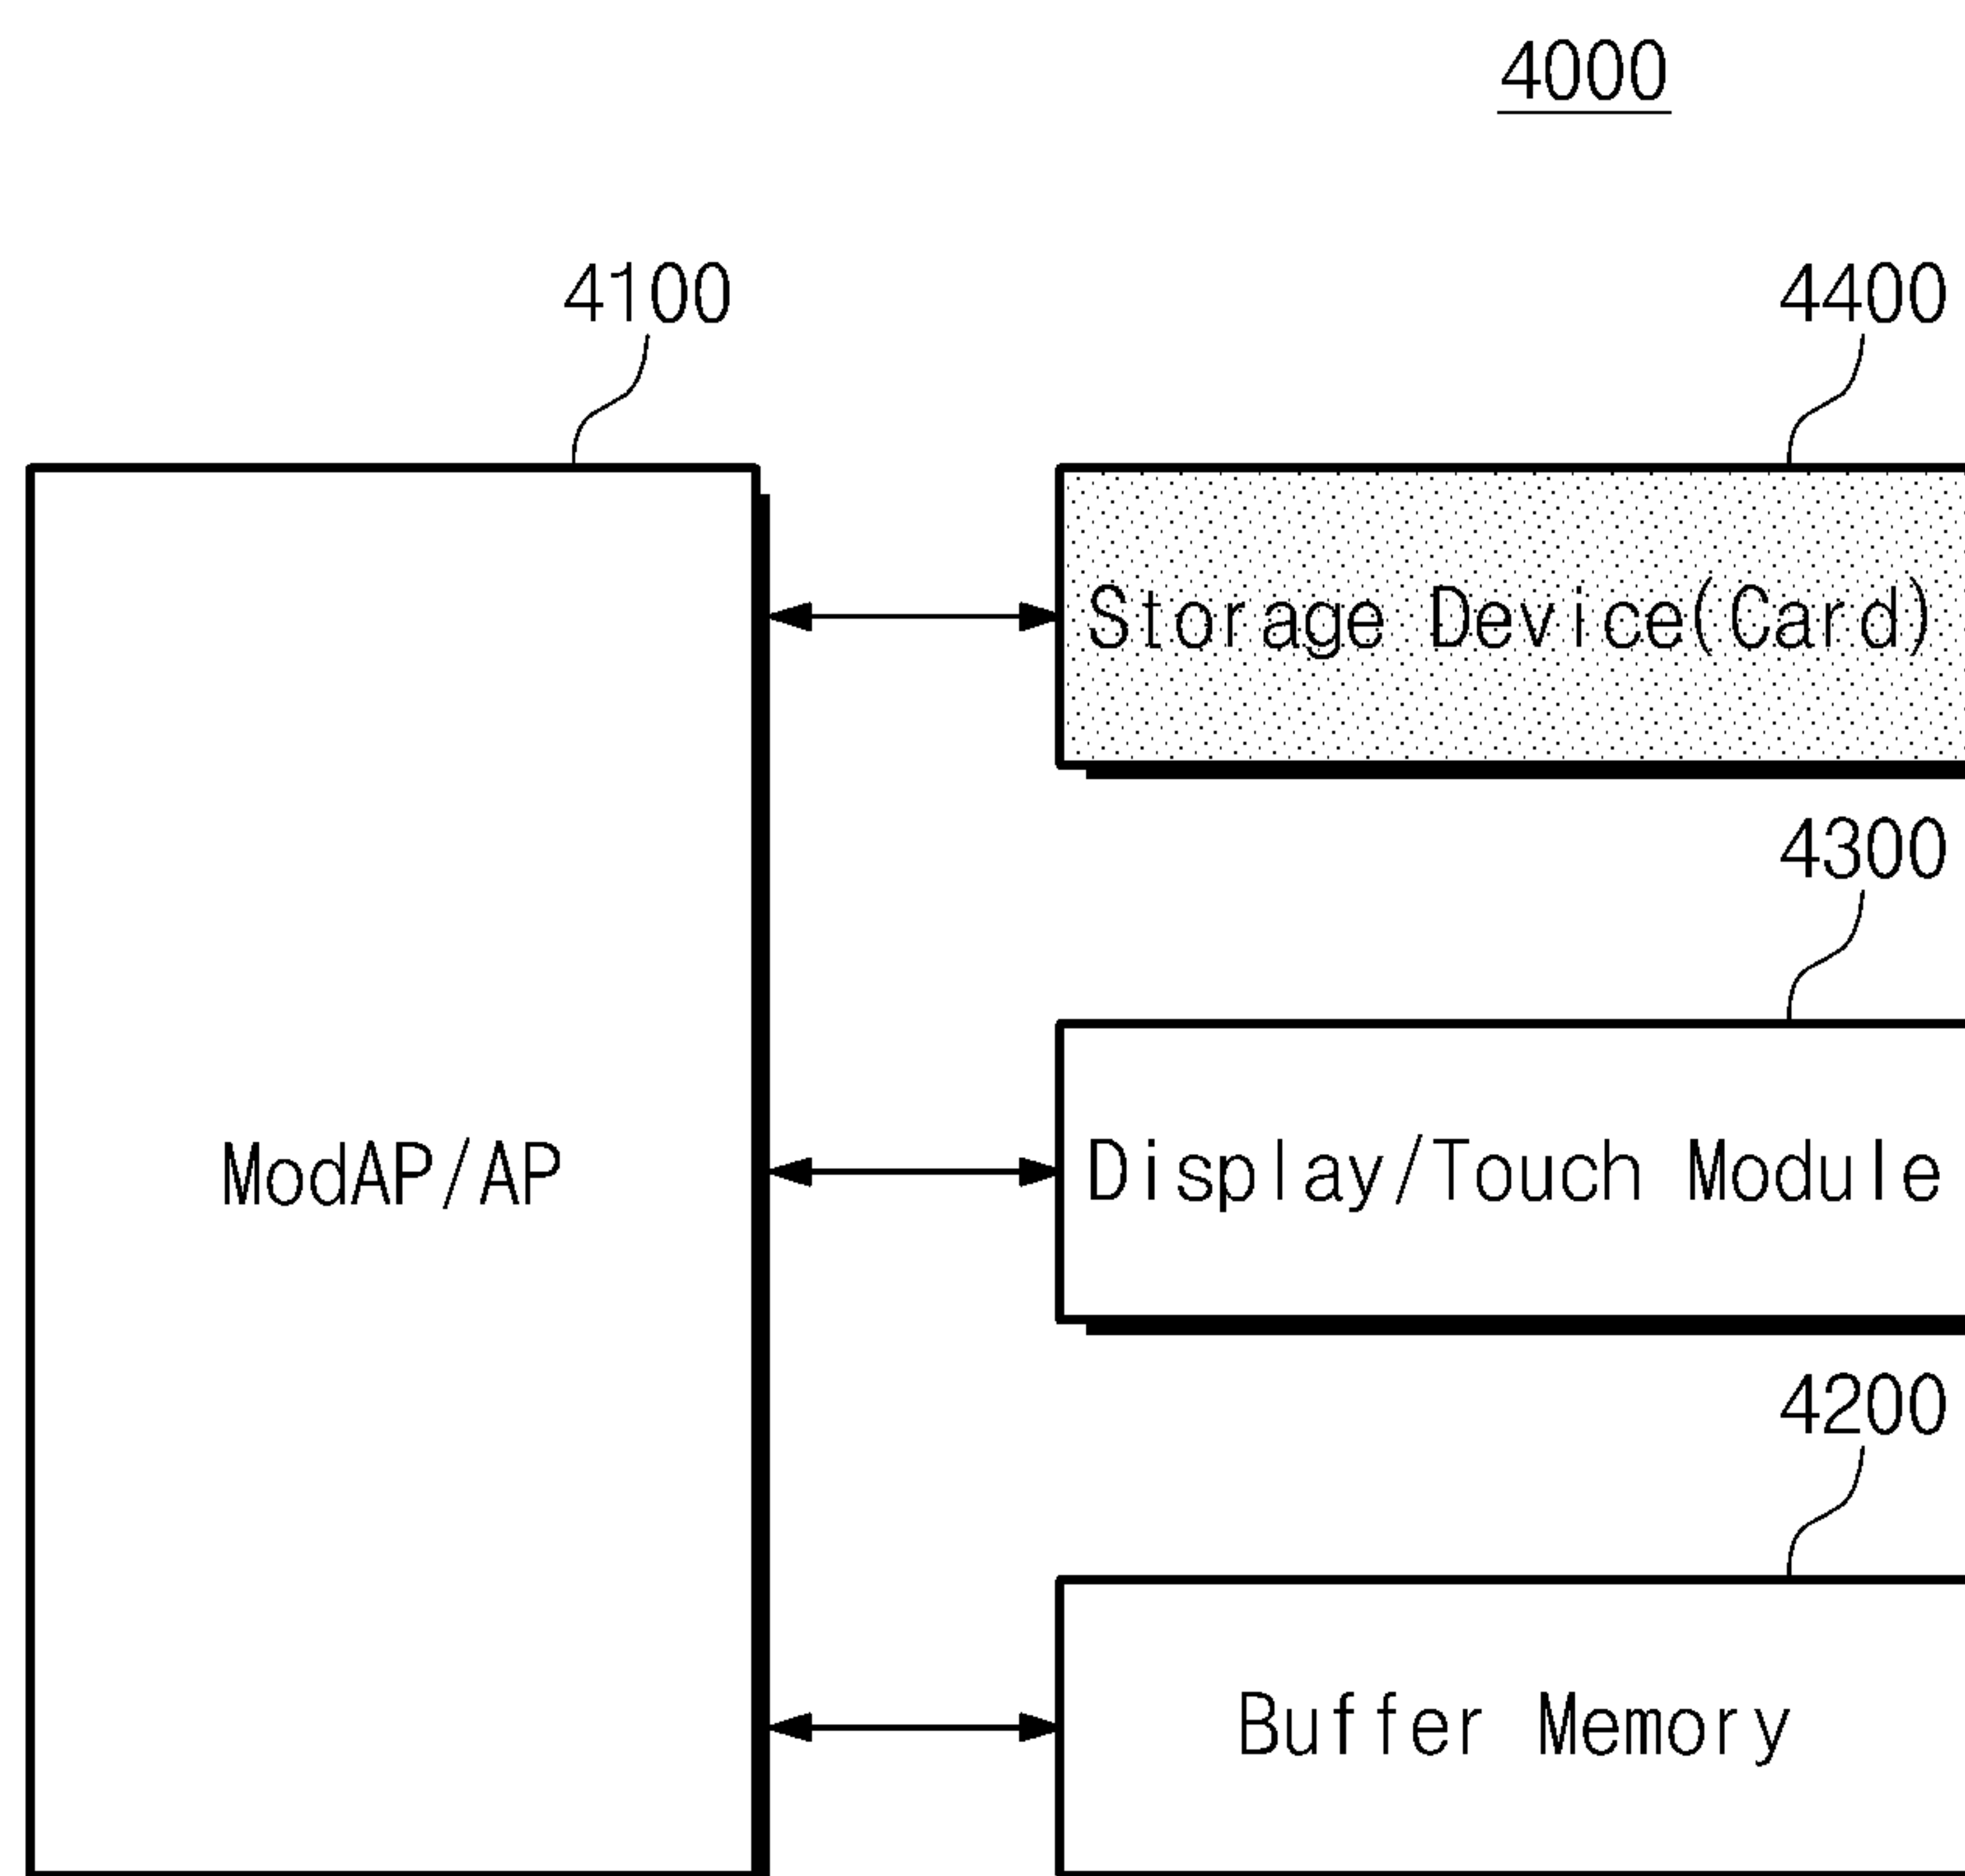 4000
4100
4400
Storage Device(Card)
4300
ModAP/AP
Display/Touch Module
4200
Buffer Memory